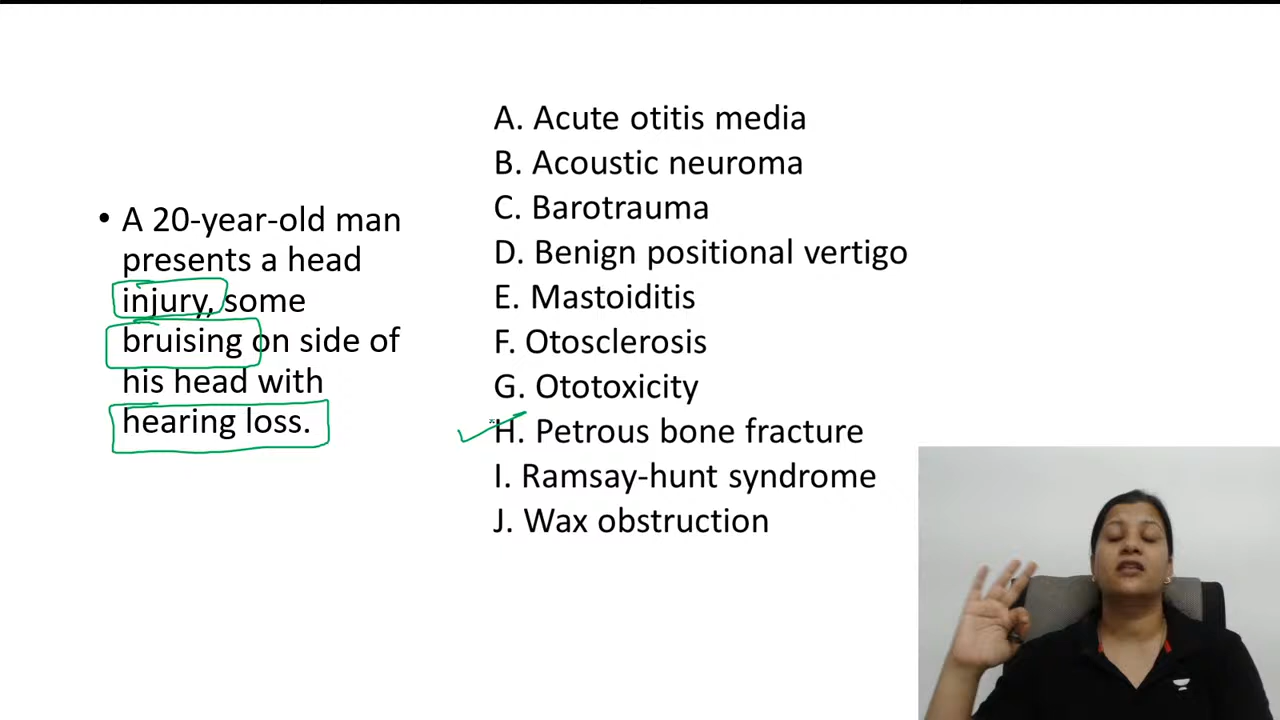 • A 20-year-old man
presents a head
injury, some
bruising on side of
his head with
hearing loss.
A. Acute otitis media
B. Acoustic neuroma
C. Barotrauma
D. Benign positional vertigo
E. Mastoiditis
F. Otosclerosis
G. Ototoxicity
H. Petrous bone fracture
I. Ramsay-hunt syndrome
J. Wax obstruction